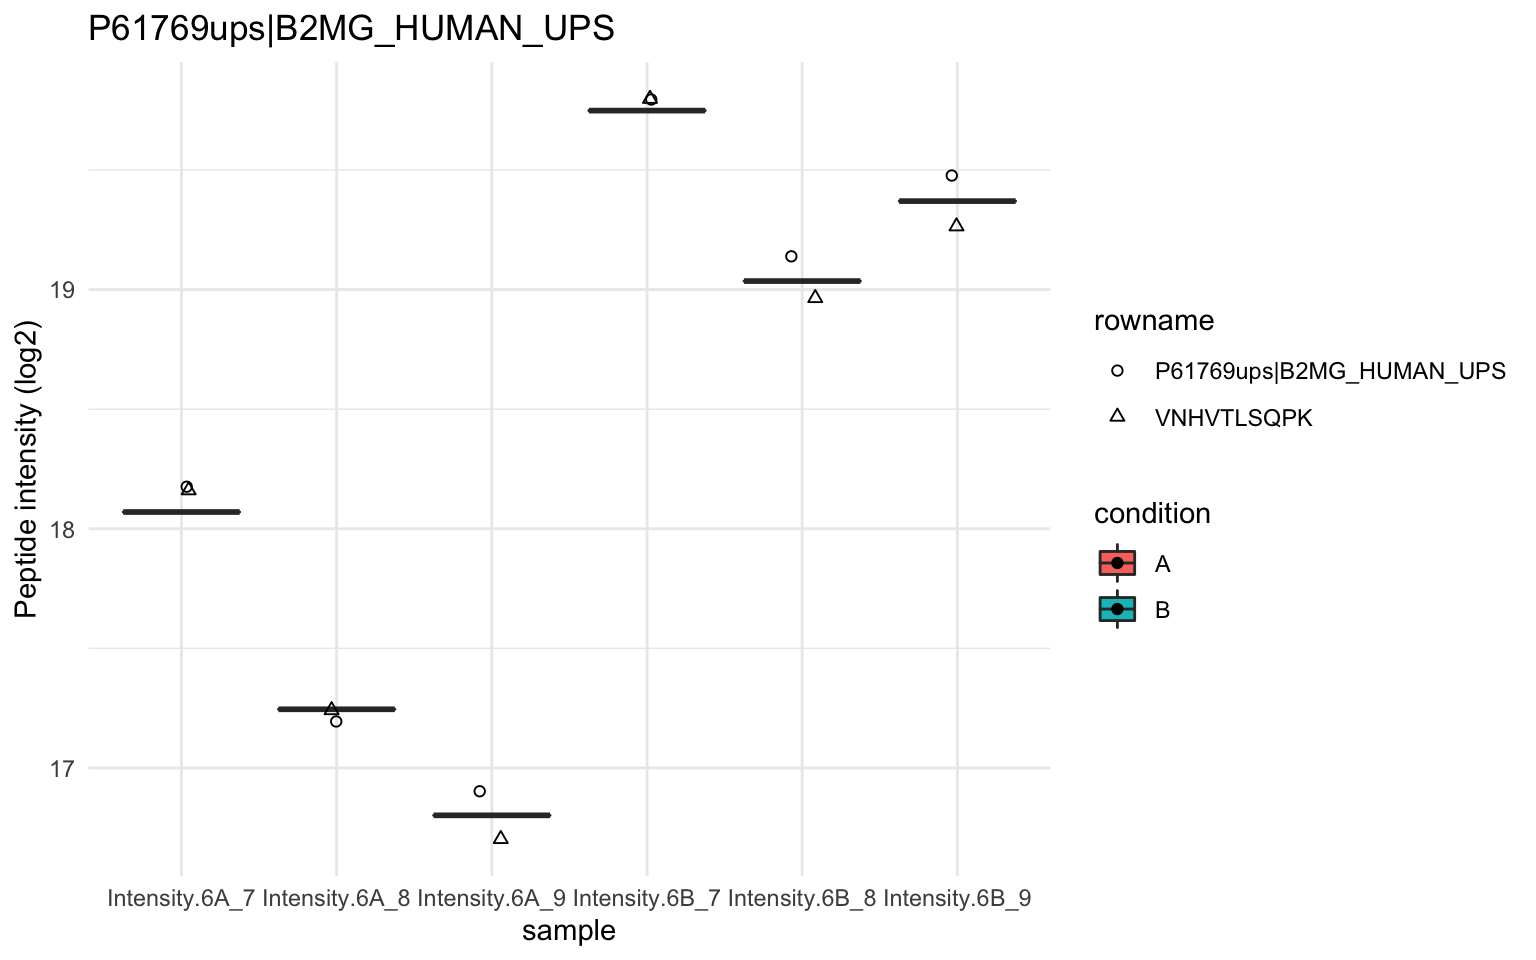 P61769ups|B2MG_HUMAN_UPS
Peptide intensity (log2)
19
18
17
Intensity.6A_7 Intensity.6A_8 Intensity.6A_9 Intensity.6B_7 Intensity.6B_8 Intensity.6B_9
sample
rowname
P61769ups|B2MG_HUMAN_UPS
VNHVTLSQPK
condition
A
B